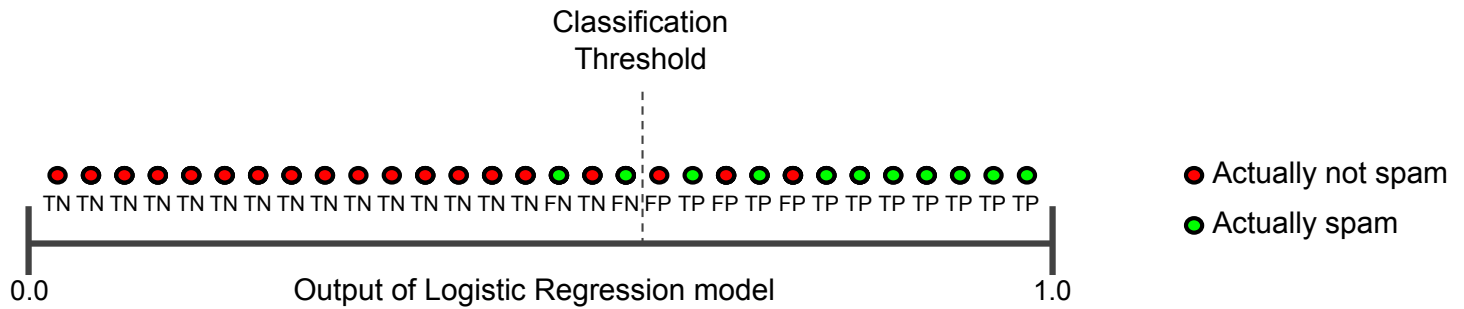 Classification
Threshold
TN TN TN TN TN TN TN TN TN TN TN TN TN TN TN FN TN FN FP TP FP TP FP TP TP TP TP TP TP TP
Actually not spam
Actually spam
0.0
Output of Logistic Regression model
1.0